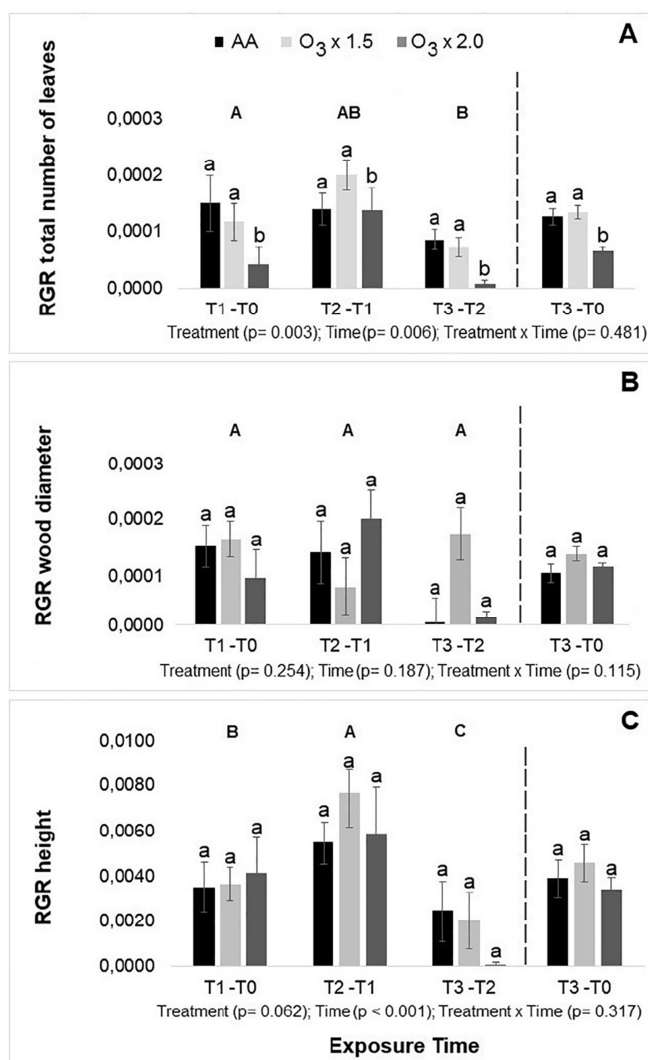 AA O3 x 1.5 O3 x 2.0
A
RGR total number of leaves
A AB B
0,0003
0,0002
0,0001
0,0000
a a b a a b a a b a a b
T1 -T0 T2 -T1 T3 -T2 T3 -T0
Treatment (p= 0.003); Time(p= 0.006); Treatment x Time (p= 0.481)
B
RGR wood diameter
A A A
0,0003
0,0002
0,0001
0,0000
a a a a a a a a a a a a
T1 -T0 T2 -T1 T3 -T2 T3 -T0
Treatment (p= 0.254); Time(p= 0.187); Treatment x Time (p= 0.115)
C
RGR height
B A C
0,0100
0,0080
0,0060
0,0040
0,0020
0,0000
a a a a a a a a a a a a
T1 -T0 T2 -T1 T3 -T2 T3 -T0
Treatment (p= 0.062); Time(p < 0.001); Treatment x Time (p= 0.317)
Exposure Time